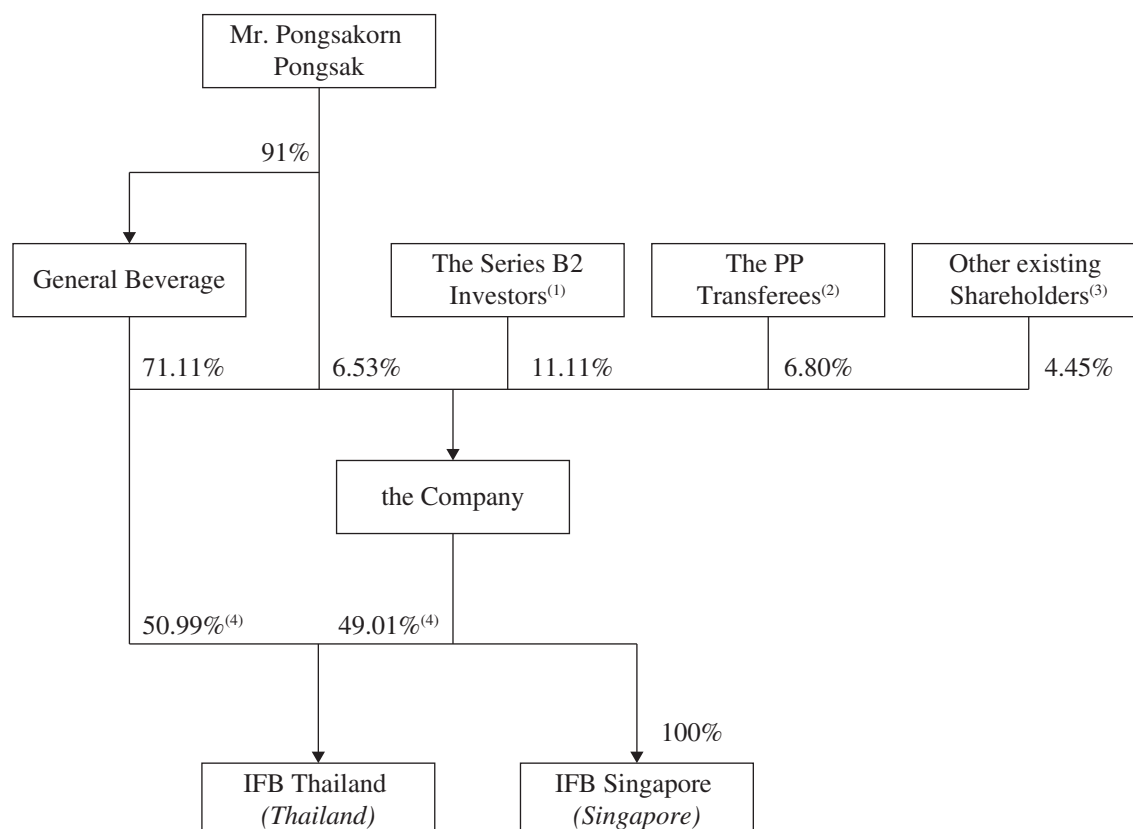 Mr. Pongsakorn
Pongsak
91%
General Beverage
The Series B2
Investors(1)
The PP
Transferees(2)
Other existing
Shareholders(3)
71.11%
6.53%
11.11%
6.80%
4.45%
the Company
50.99%(4)
49.01%(4)
100%
IFB Thailand
(Thailand)
IFB Singapore
(Singapore)